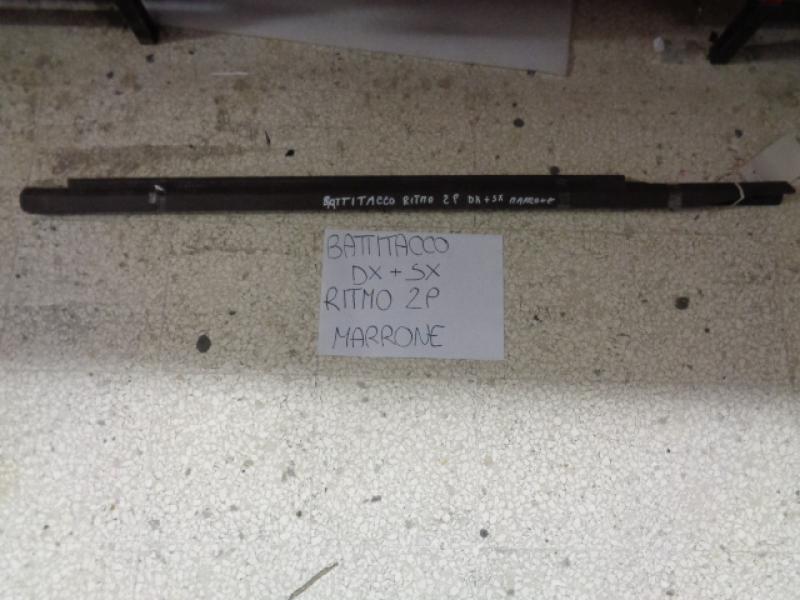 BATTITACCO RITMO 2P DX + SX MARRONE
BATTITACCO
DX + SX
RITMO 2P
MARRONE